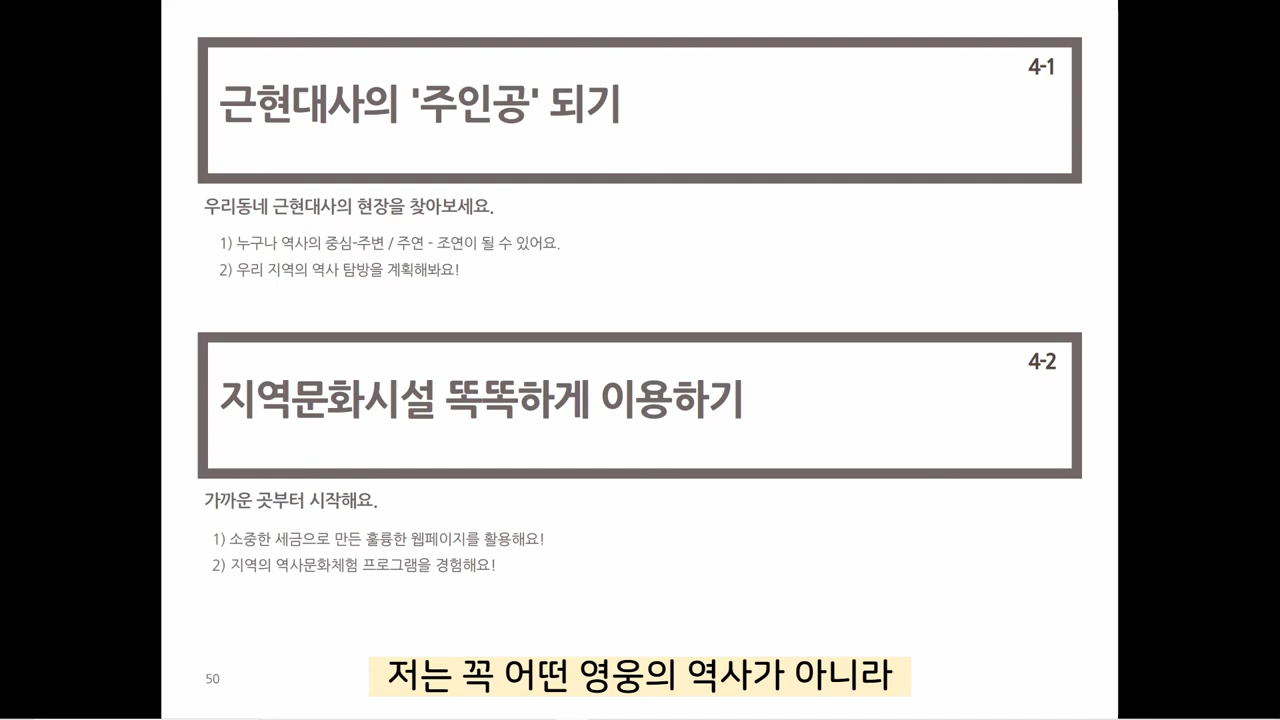 4-1
근현대사의 '주인공' 되기
우리동네 근현대사의 현장을 찾아보세요.
1) 누구나 역사의 중심-주변 / 주연 - 조연이 될 수 있어요.
2) 우리 지역의 역사 탐방을 계획해봐요!
4-2
지역문화시설 똑똑하게 이용하기
가까운 곳부터 시작해요.
1) 소중한 세금으로 만든 훌륭한 웹페이지를 활용해요!
2) 지역의 역사문화체험 프로그램을 경험해요!
50
저는 꼭 어떤 영웅의 역사가 아니라